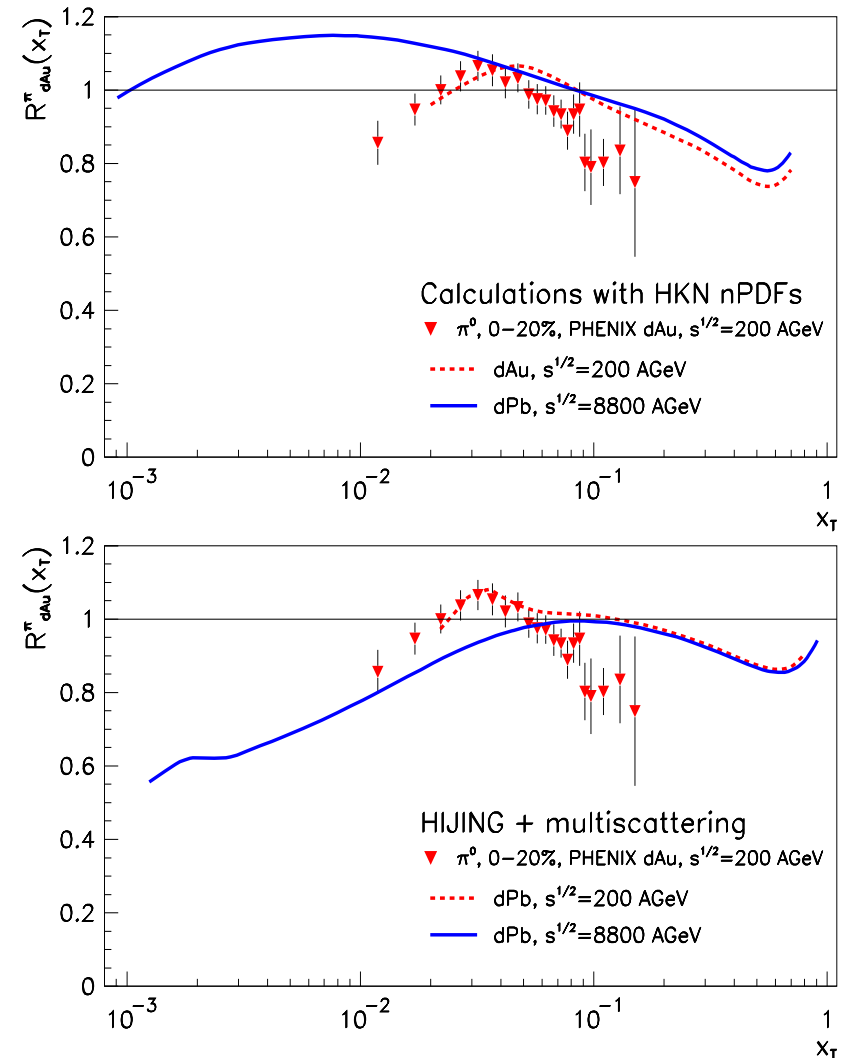 R^π_dAu(x_T)
1.2
1
0.8
0.6
0.4
0.2
0
Calculations with HKN nPDFs
π⁰, 0−20%, PHENIX dAu, s^1/2=200 AGeV
dAu, s^1/2=200 AGeV
dPb, s^1/2=8800 AGeV
10^-3 10^-2 10^-1 1
x_T
R^π_dAu(x_T)
1.2
1
0.8
0.6
0.4
0.2
0
HIJING + multiscattering
π⁰, 0−20%, PHENIX dAu, s^1/2=200 AGeV
dPb, s^1/2=200 AGeV
dPb, s^1/2=8800 AGeV
10^-3 10^-2 10^-1 1
x_T